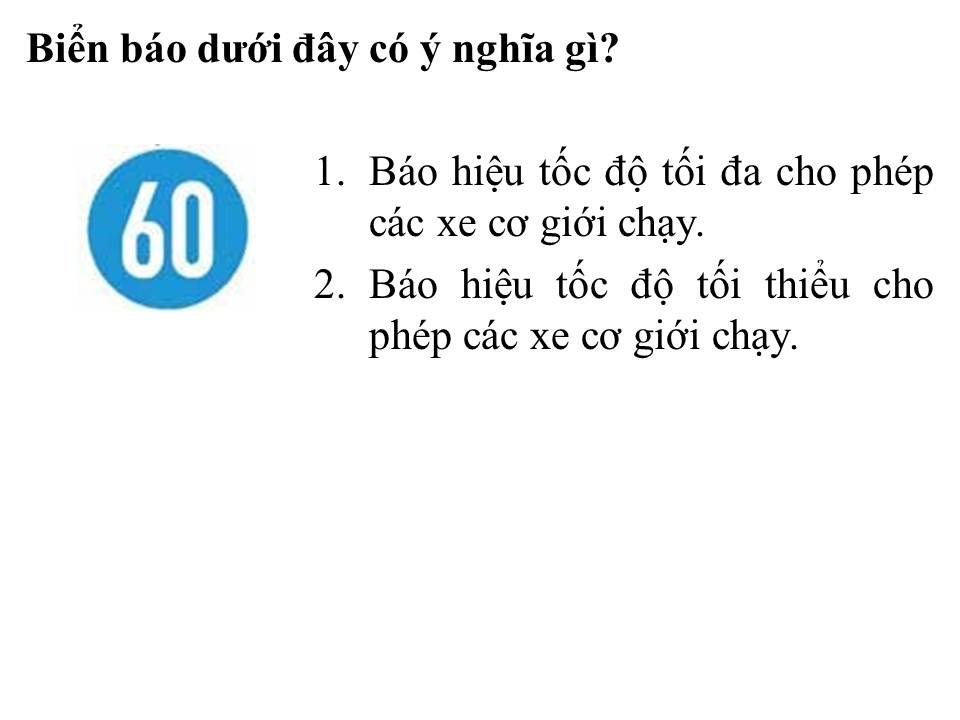 Biển báo dưới đây có ý nghĩa gì?
60
1. Báo hiệu tốc độ tối đa cho phép
các xe cơ giới chạy.
2. Báo hiệu tốc độ tối thiểu cho
phép các xe cơ giới chạy.